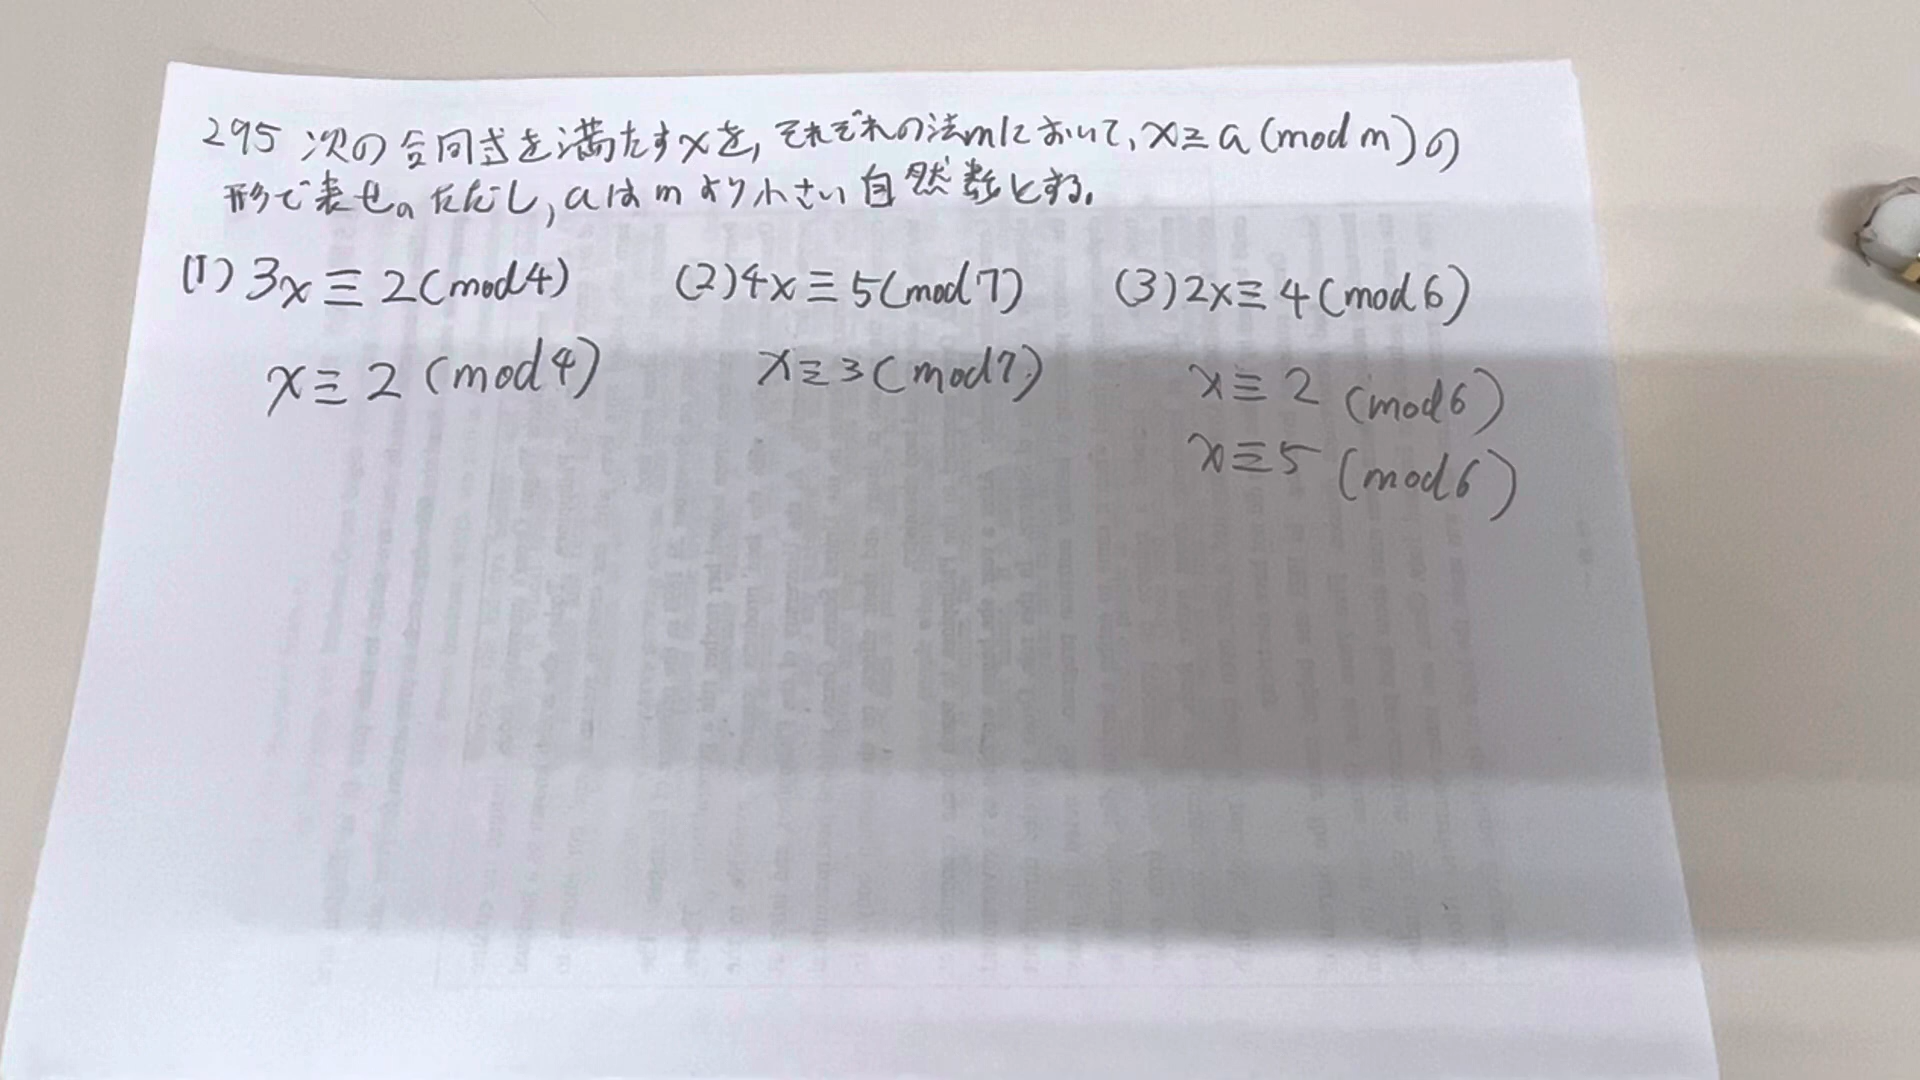 295 次の合同式を満たすxを,それぞれの法mにおいて,x≡a(mod m)の
形で表せ。ただし,aはmより小さい自然数とする。
(1) 3x≡2(mod4) (2) 4x≡5(mod7) (3) 2x≡4(mod6)
x≡2 (mod4) x≡3(mod7) x≡2 (mod6)
x≡5 (mod6)